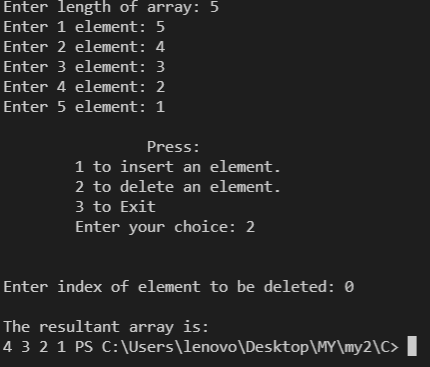 Enter length of array: 5
Enter 1 element: 5
Enter 2 element: 4
Enter 3 element: 3
Enter 4 element: 2
Enter 5 element: 1
Press:
1 to insert an element.
2 to delete an element.
3 to Exit
Enter your choice: 2
Enter index of element to be deleted: 0
The resultant array is:
4 3 2 1 PS C:\Users\lenovo\Desktop\MY\my2\C>